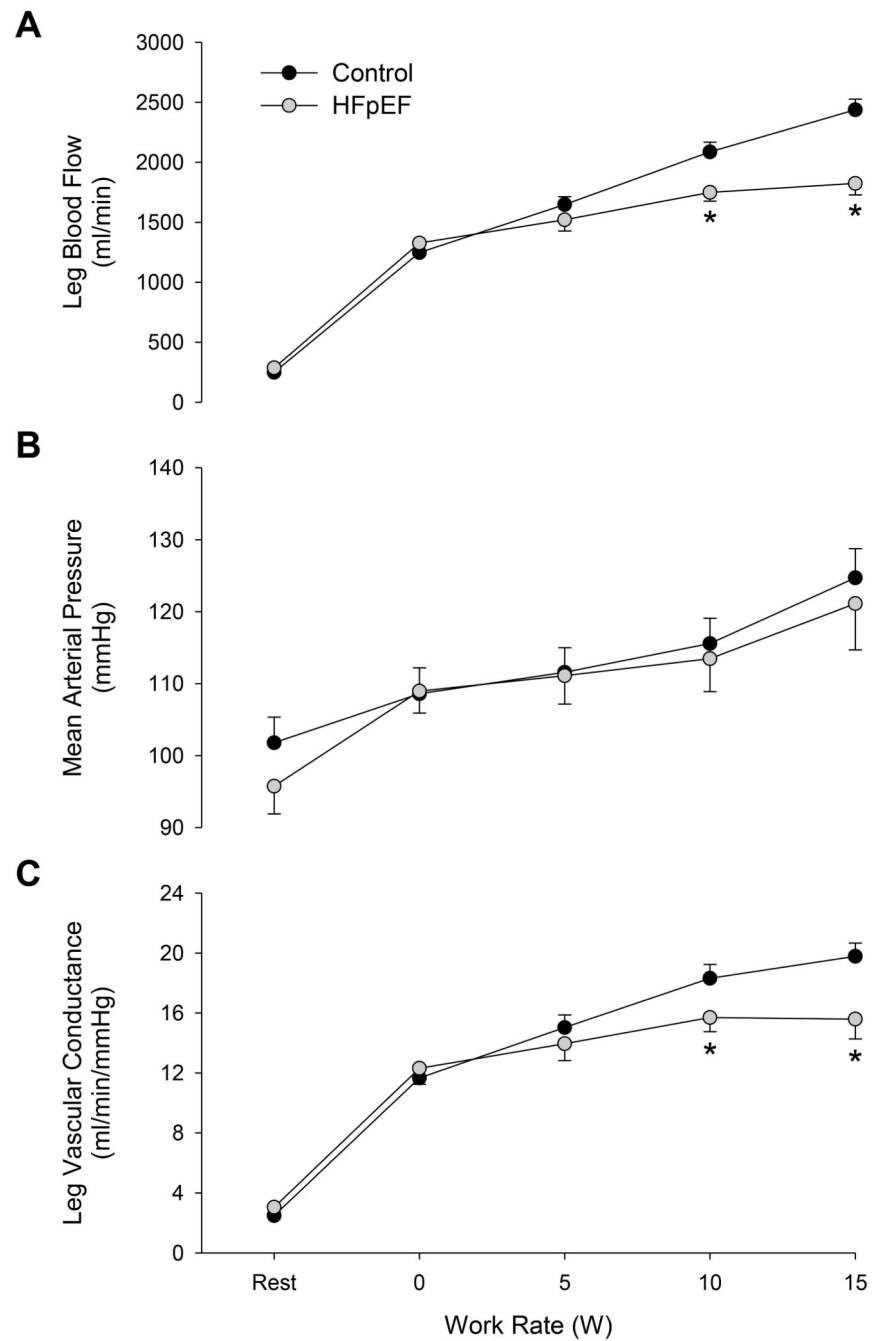 A
3000
2500
2000
1500
1000
500
0
Leg Blood Flow
(ml/min)
Control
HFpEF
*
*
B
140
130
120
110
100
90
Mean Arterial Pressure
(mmHg)
C
24
20
16
12
8
4
0
Leg Vascular Conductance
(ml/min/mmHg)
*
*
Rest 0 5 10 15
Work Rate (W)